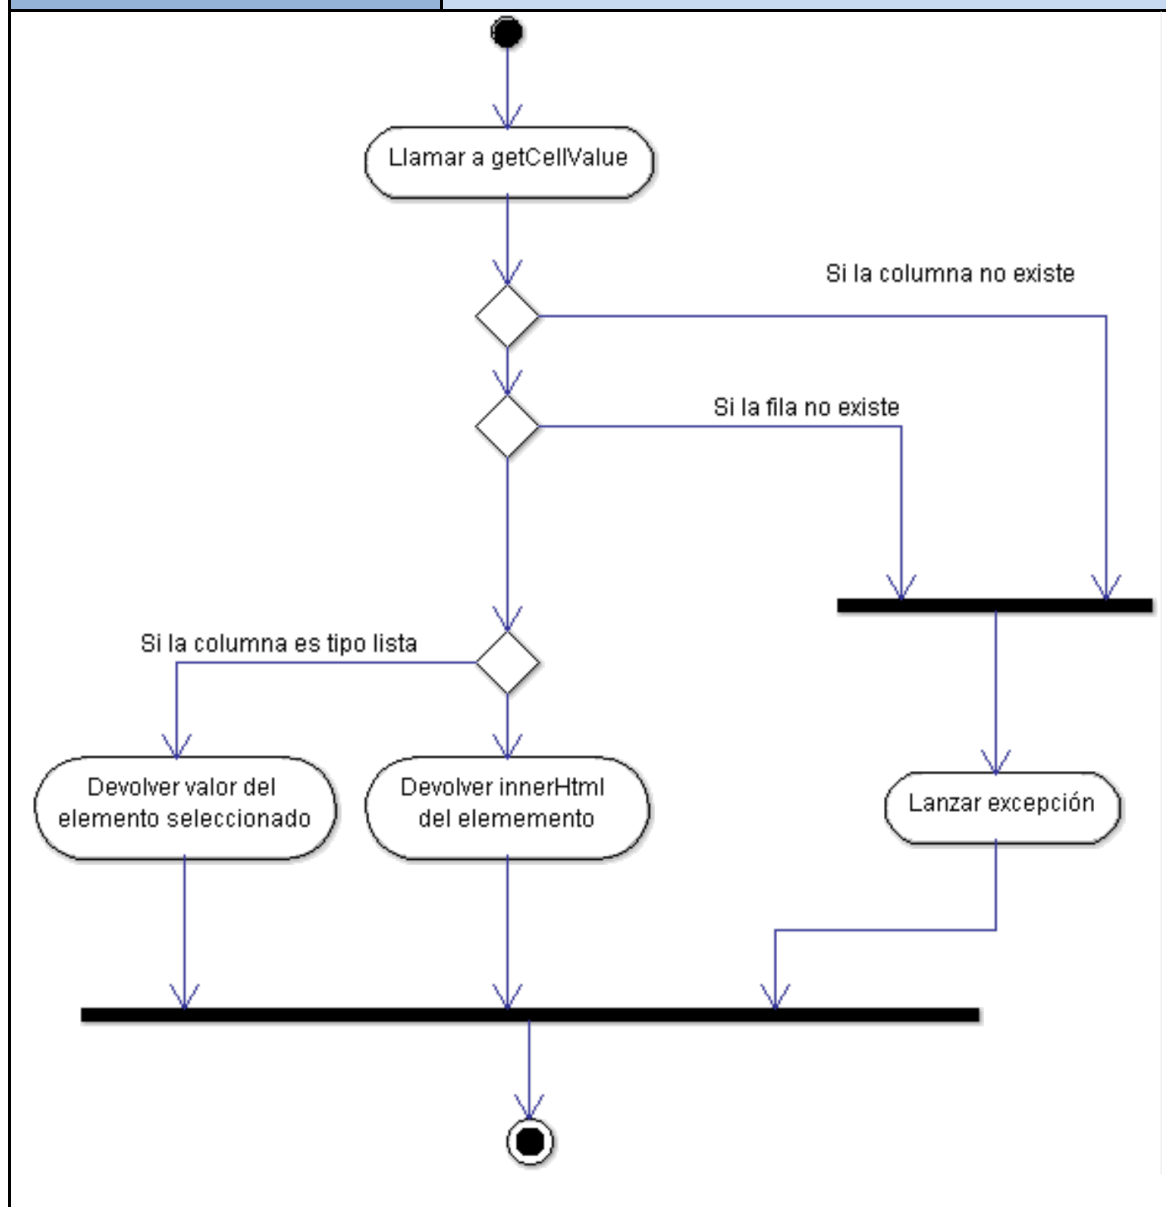 Llamar a getCellValue
Si la columna no existe
Si la fila no existe
Si la columna es tipo lista
Devolver valor del
elemento seleccionado
Devolver innerHtml
del elememento
Lanzar excepción